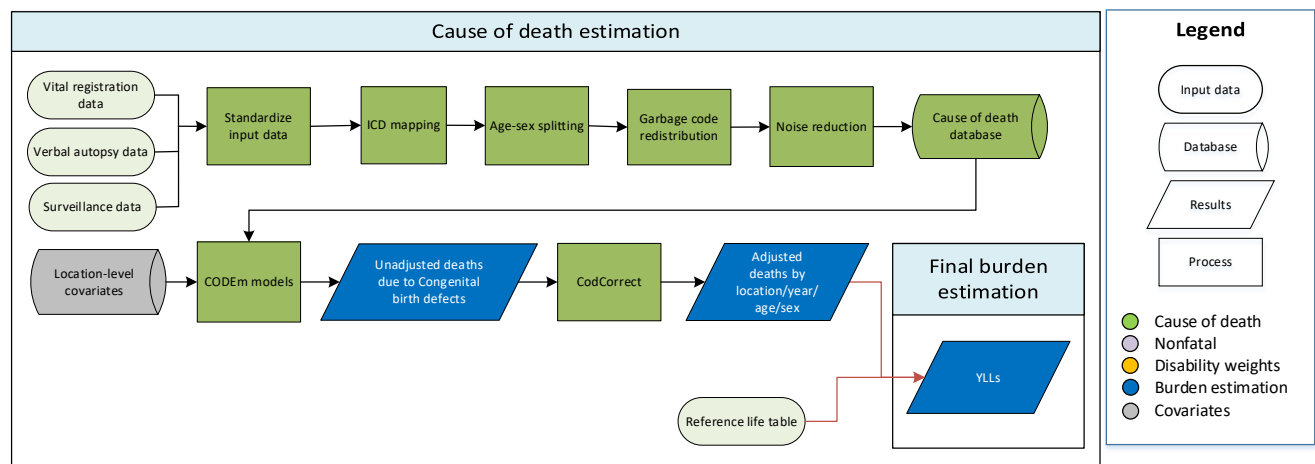 Cause of death estimation
Vital registration
data
Verbal autopsy data
Surveillance data
Standardize
input data
ICD mapping
Age-sex splitting
Garbage code
redistribution
Noise reduction
Cause of death
database
Location-level
covariates
CODEm models
Unadjusted deaths
due to Congenital
birth defects
CodCorrect
Adjusted
deaths by
location/year/
age/sex
Final burden
estimation
YLLs
Reference life table
Legend
Input data
Database
Results
Process
Cause of death
Nonfatal
Disability weights
Burden estimation
Covariates